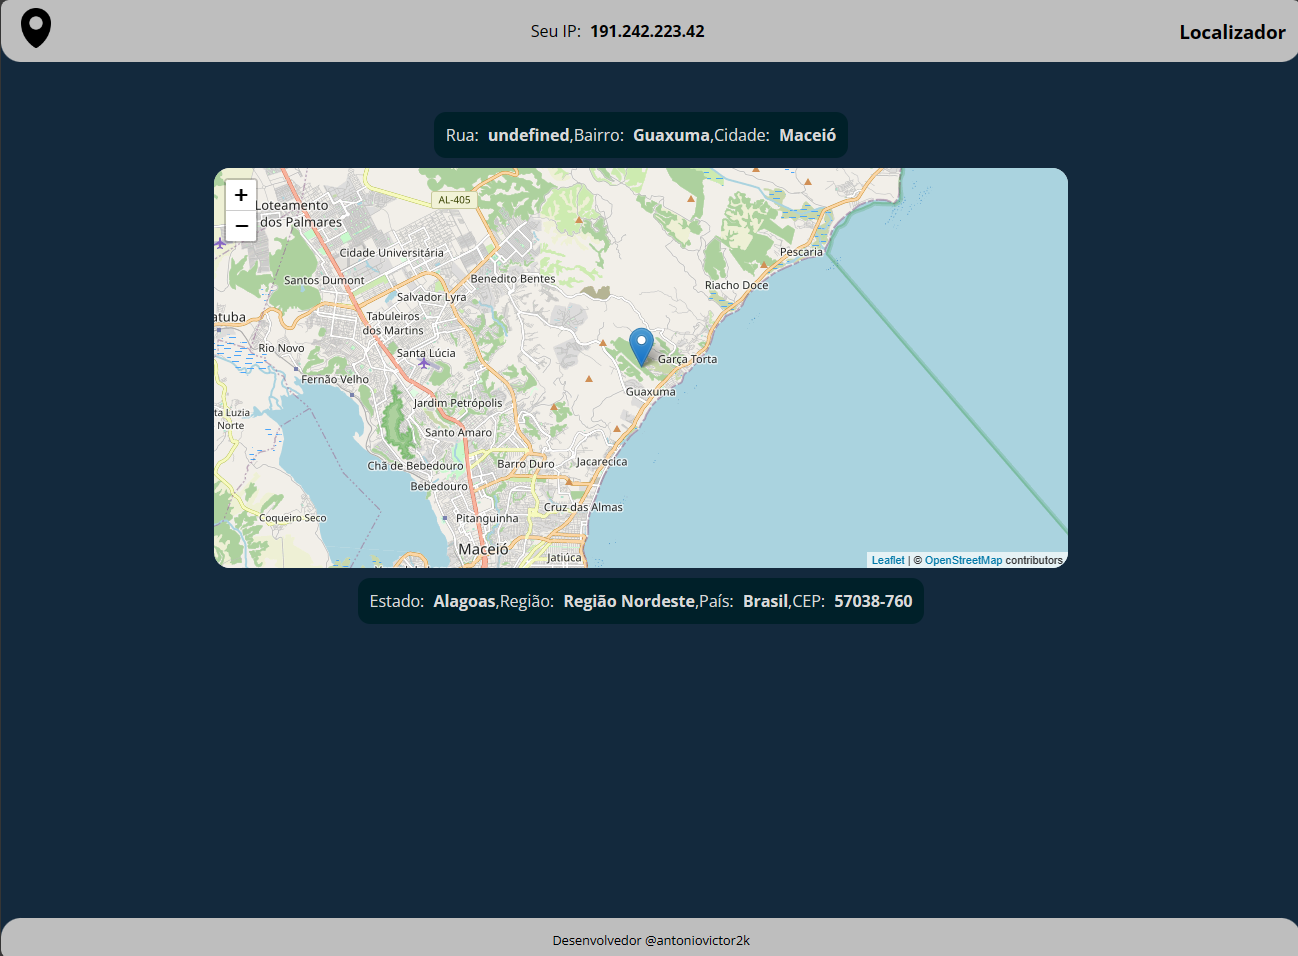 Seu IP: 191.242.223.42
Localizador
Rua: undefined,Bairro: Guaxuma,Cidade: Maceió
+
−
AL-405
Loteamento
dos Palmares
Cidade Universitária
Pescaria
Santos Dumont
Benedito Bentes
Riacho Doce
Salvador Lyra
atuba
Tabuleiros
dos Martins
Rio Novo
Santa Lúcia
Garça Torta
Fernão Velho
Guaxuma
Jardim Petrópolis
ta Luzia
Norte
Santo Amaro
Chã de Bebedouro
Barro Duro
Jacarecica
Bebedouro
Cruz das Almas
Coqueiro Seco
Pitanguinha
Maceió
Jatiúca
Leaflet | © OpenStreetMap contributors
Estado: Alagoas,Região: Região Nordeste,País: Brasil,CEP: 57038-760
Desenvolvedor @antoniovictor2k